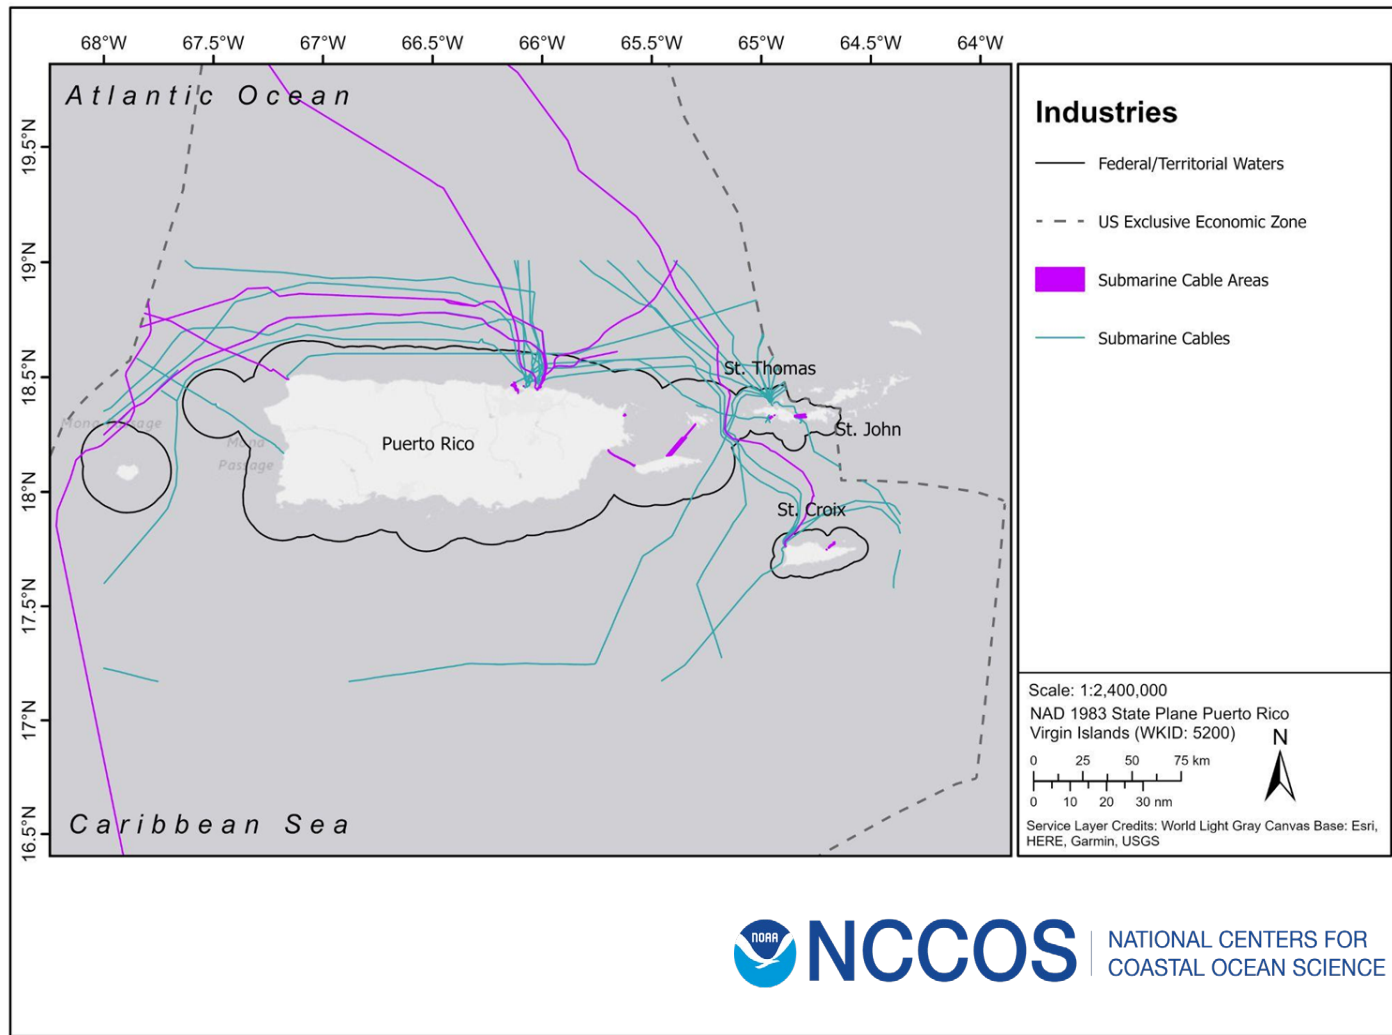 68°W 67.5°W 67°W 66.5°W 66°W 65.5°W 65°W 64.5°W 64°W
19.5°N
19°N
18.5°N
18°N
17.5°N
17°N
16.5°N
Atlantic Ocean
St. Thomas
St. John
Mona Passage
Mona
Passage
Puerto Rico
St. Croix
Caribbean Sea
Industries
Federal/Territorial Waters
US Exclusive Economic Zone
Submarine Cable Areas
Submarine Cables
Scale: 1:2,400,000
NAD 1983 State Plane Puerto Rico
Virgin Islands (WKID: 5200)
N
0 25 50 75 km
0 10 20 30 nm
Service Layer Credits: World Light Gray Canvas Base: Esri,
HERE, Garmin, USGS
NOAA
NCCOS
NATIONAL CENTERS FOR
COASTAL OCEAN SCIENCE